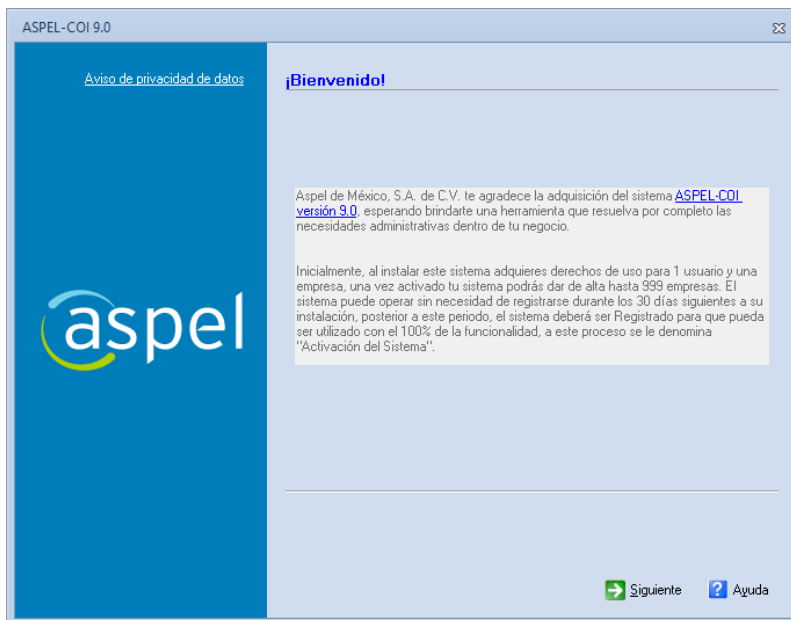 ASPEL-COI 9.0
Aviso de privacidad de datos
¡Bienvenido!
Aspel de México, S.A. de C.V. te agradece la adquisición del sistema ASPEL-COI
versión 9.0, esperando brindarte una herramienta que resuelva por completo las
necesidades administrativas dentro de tu negocio.
Inicialmente, al instalar este sistema adquieres derechos de uso para 1 usuario y una
empresa, una vez activado tu sistema podrás dar de alta hasta 999 empresas. El
sistema puede operar sin necesidad de registrarse durante los 30 días siguientes a su
instalación, posterior a este periodo, el sistema deberá ser Registrado para que pueda
ser utilizado con el 100% de la funcionalidad, a este proceso se le denomina
"Activación del Sistema".
aspel
Siguiente
Ayuda